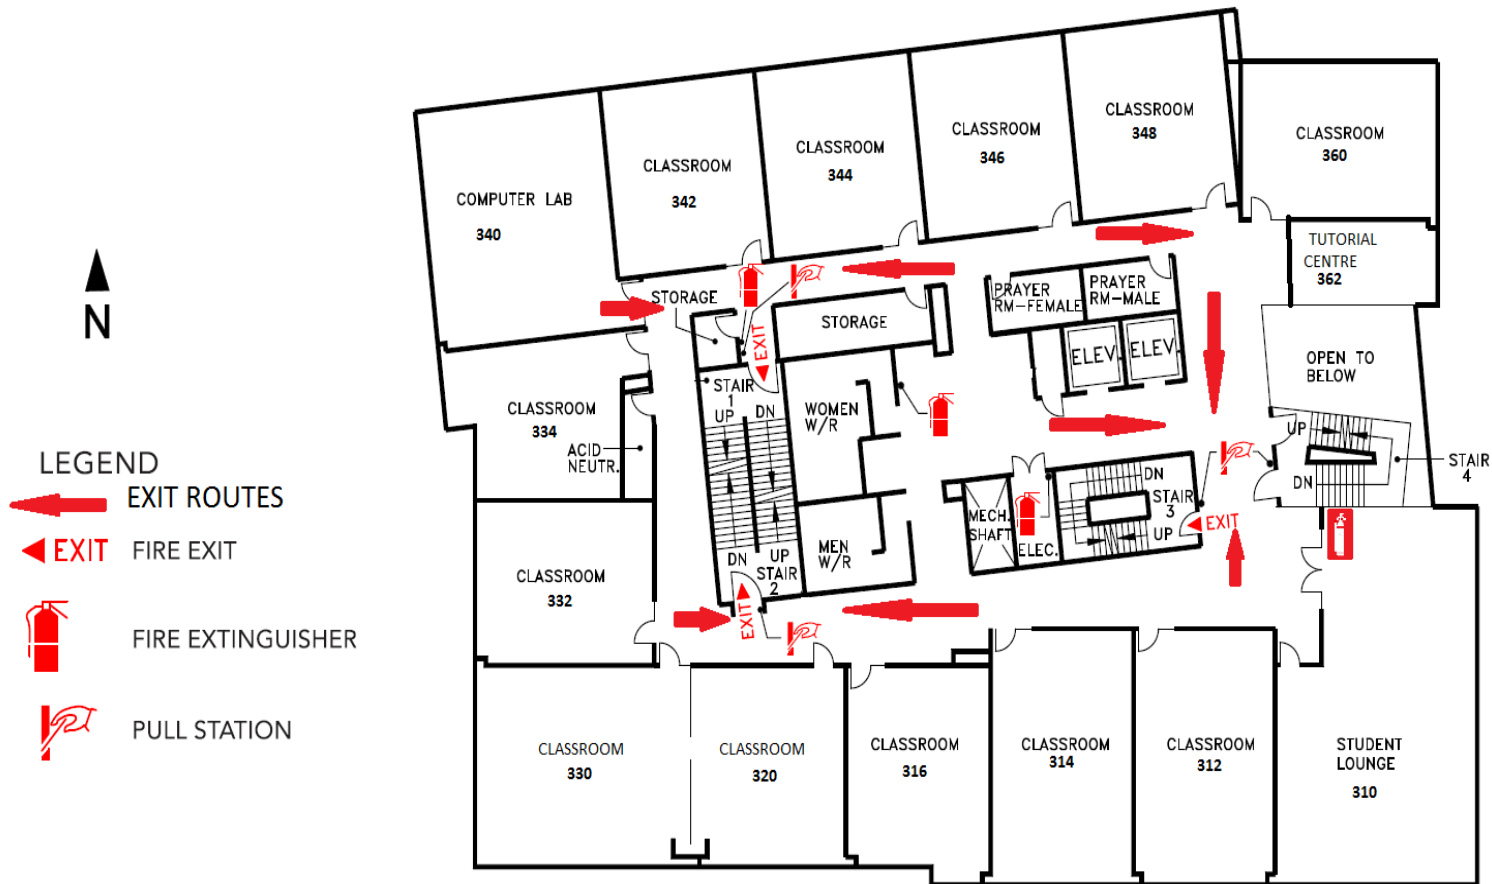 CLASSROOM
348
CLASSROOM
346
CLASSROOM
360
CLASSROOM
344
CLASSROOM
342
COMPUTER LAB
340
TUTORIAL
CENTRE
362
N
STORAGE
PRAYER
RM-FEMALE
PRAYER
RM-MALE
STORAGE
EXIT
ELEV.
ELEV.
OPEN TO
BELOW
STAIR
1
UP
DN
CLASSROOM
334
WOMEN
W/R
ACID
NEUTR.
UP
DN
STAIR
4
LEGEND
EXIT ROUTES
EXIT FIRE EXIT
FIRE EXTINGUISHER
PULL STATION
DN
STAIR
3
UP
EXIT
MECH.
SHAFT
ELEC.
MEN
W/R
DN
UP
STAIR
2
EXIT
CLASSROOM
332
CLASSROOM
330
CLASSROOM
320
CLASSROOM
316
CLASSROOM
314
CLASSROOM
312
STUDENT
LOUNGE
310